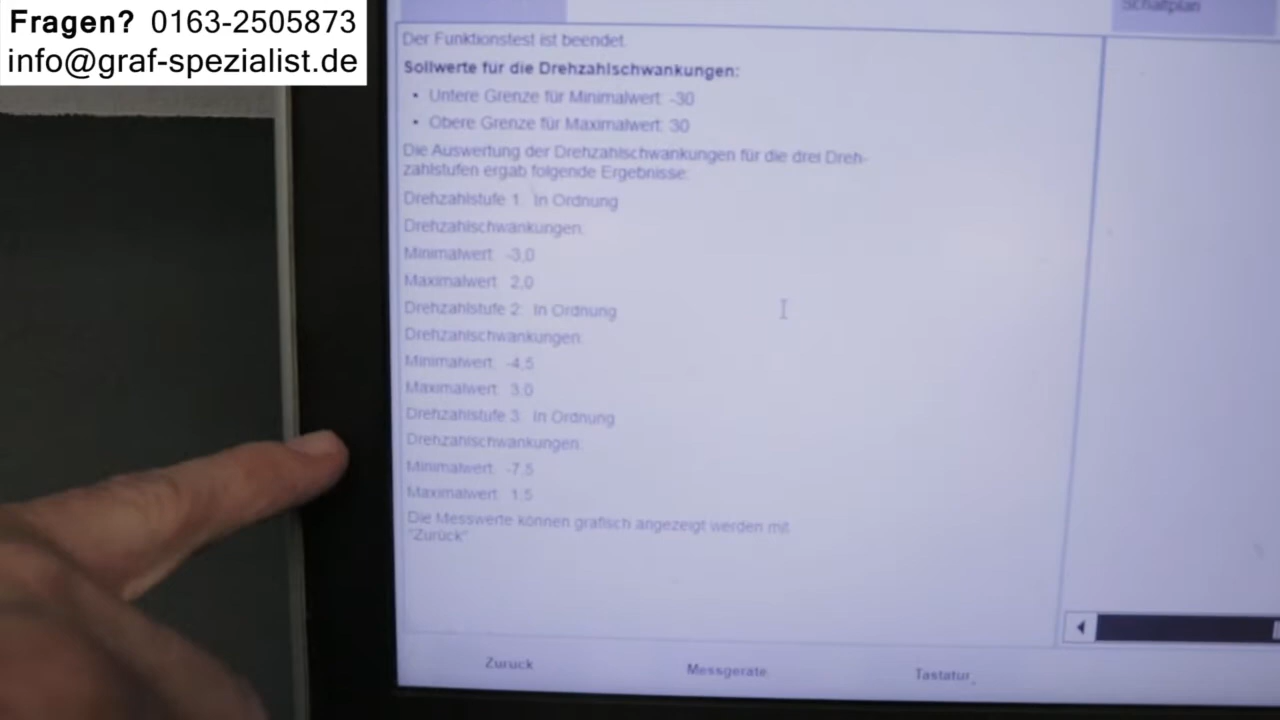 Fragen? 0163-2505873
info@graf-spezialist.de
Schaltplan
Der Funktionstest ist beendet.
Sollwerte für die Drehzahlschwankungen:
• Untere Grenze für Minimalwert: -30
• Obere Grenze für Maximalwert: 30
Die Auswertung der Drehzahlschwankungen für die drei Dreh-
zahlstufen ergab folgende Ergebnisse:
Drehzahlstufe 1: In Ordnung
Drehzahlschwankungen:
Minimalwert: -3,0
Maximalwert: 2,0
Drehzahlstufe 2: In Ordnung
Drehzahlschwankungen:
Minimalwert: -4,5
Maximalwert: 3,0
Drehzahlstufe 3: In Ordnung
Drehzahlschwankungen:
Minimalwert: -7,5
Maximalwert: 1,5
Die Messwerte können grafisch angezeigt werden mit
"Zurück"
Zurück
Messgeräte
Tastatur